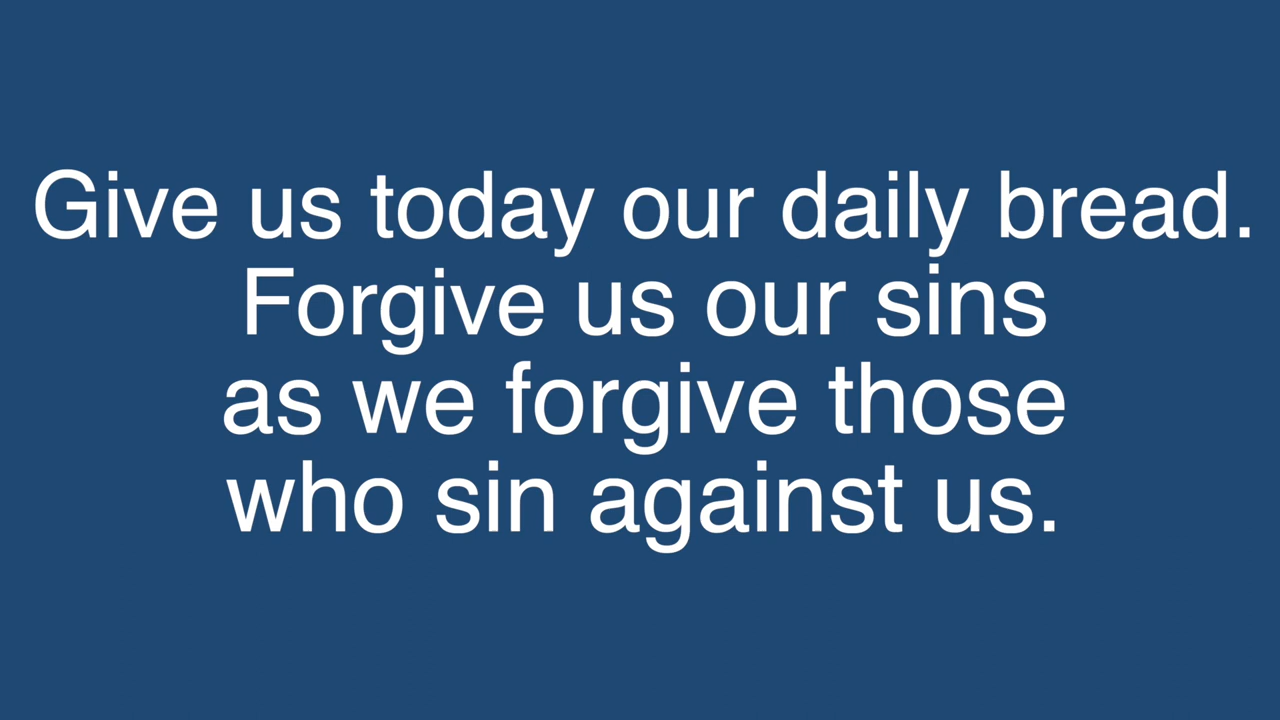 Give us today our daily bread.
Forgive us our sins
as we forgive those
who sin against us.